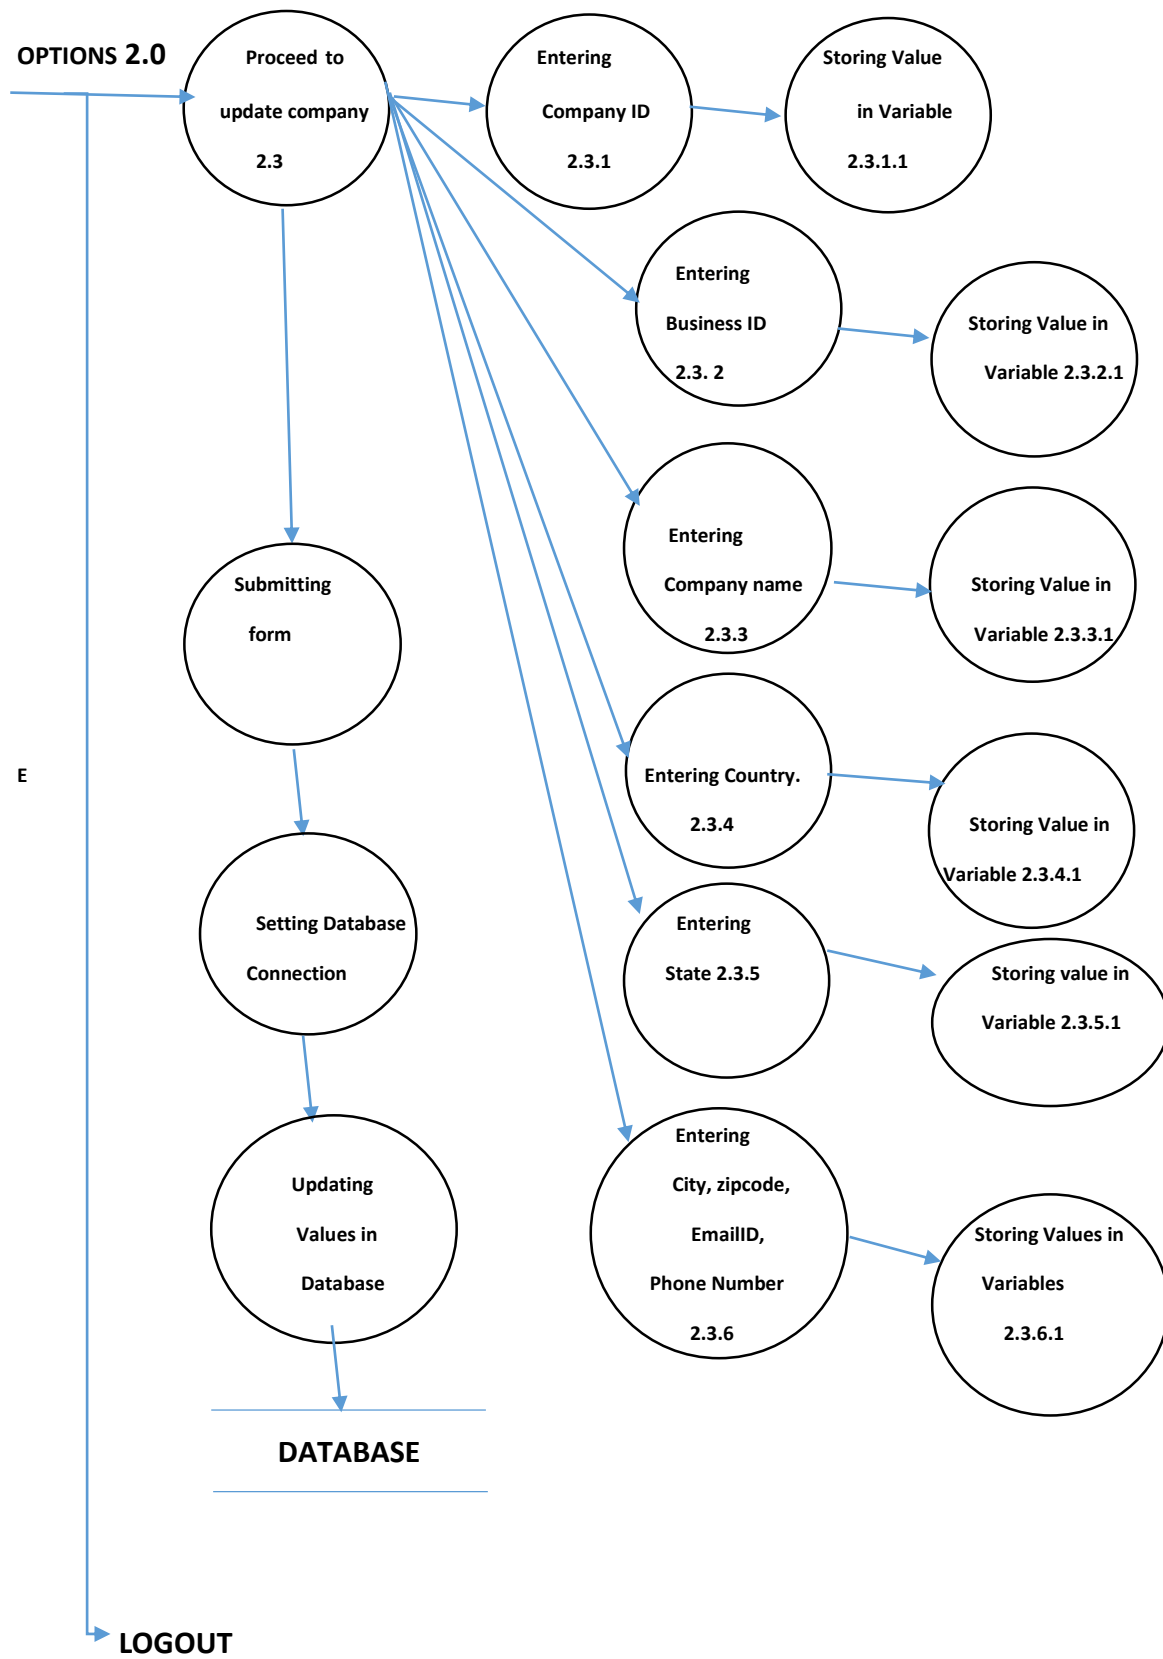 OPTIONS 2.0
Proceed to
update company
2.3
Entering
Company ID
2.3.1
Storing Value
in Variable
2.3.1.1
Entering
Business ID
2.3. 2
Storing Value in
Variable 2.3.2.1
Entering
Company name
2.3.3
Storing Value in
Variable 2.3.3.1
Submitting
form
E
Entering Country.
2.3.4
Storing Value in
Variable 2.3.4.1
Setting Database
Connection
Entering
State 2.3.5
Storing value in
Variable 2.3.5.1
Updating
Values in
Database
Entering
City, zipcode,
EmailID,
Phone Number
2.3.6
Storing Values in
Variables
2.3.6.1
DATABASE
LOGOUT